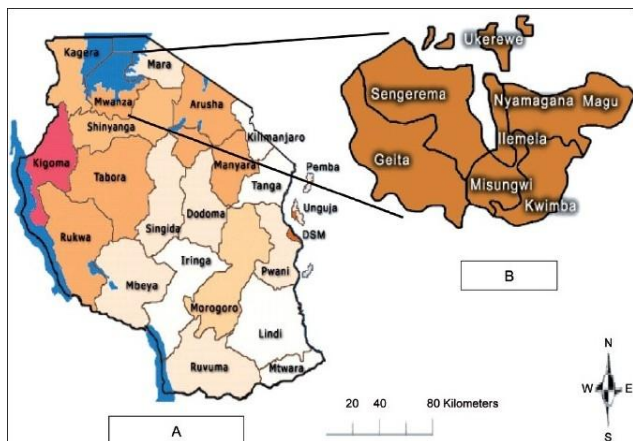 Kagera
Mara
Mwanza
Arusha
Shinyanga
Kilimanjaro
Kigoma
Manyara
Pemba
Tabora
Tanga
Unguja
Dodoma
DSM
Singida
Rukwa
Iringa
Pwani
Mbeya
Morogoro
Lindi
Ruvuma
Mtwara
A
Ukerewe
Sengerema
Nyamagana
Magu
Ilemela
Geita
Misungwi
Kwimba
B
20 40 80 Kilometers
N
W E
S